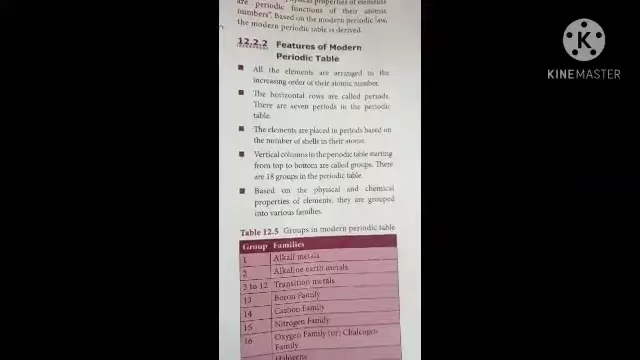 physical properties of elements
are periodic functions of their atomic
numbers". Based on the modern periodic law,
the modern periodic table is derived.
12.2.2 Features of Modern
Periodic Table
■ All the elements are arranged in the
increasing order of their atomic number.
■ The horizontal rows are called periods.
There are seven periods in the periodic
table.
■ The elements are placed in periods based on
the number of shells in their atoms.
■ Vertical columns in the periodic table starting
from top to bottom are called groups. There
are 18 groups in the periodic table.
■ Based on the physical and chemical
properties of elements, they are grouped
into various families.
Table 12.5 Groups in modern periodic table
Group Families
1 Alkali metals
2 Alkaline earth metals
3 to 12 Transition metals
13 Boron Family
14 Carbon Family
15 Nitrogen Family
16 Oxygen Family (or) Chalcogen
Family
Halogens
KINEMASTER